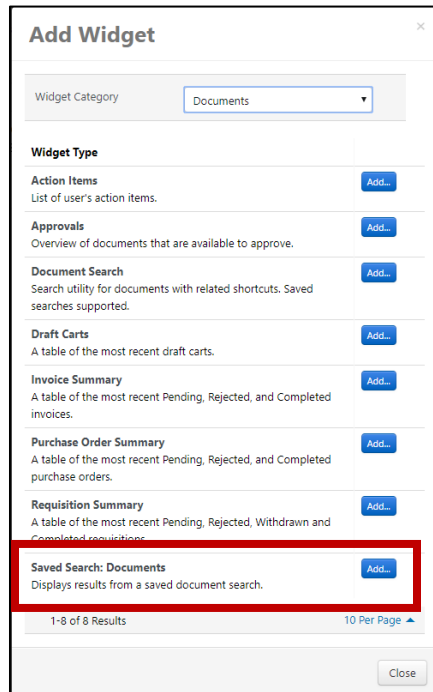 Add Widget
×
Widget Category
Documents
Widget Type
Action Items
Add...
List of user's action items.
Approvals
Add...
Overview of documents that are available to approve.
Document Search
Add...
Search utility for documents with related shortcuts. Saved
searches supported.
Draft Carts
Add...
A table of the most recent draft carts.
Invoice Summary
Add...
A table of the most recent Pending, Rejected, and Completed
invoices.
Purchase Order Summary
Add...
A table of the most recent Pending, Rejected, and Completed
purchase orders.
Requisition Summary
Add...
A table of the most recent Pending, Rejected, Withdrawn and
Completed requisitions.
Saved Search: Documents
Add...
Displays results from a saved document search.
1-8 of 8 Results
10 Per Page
Close